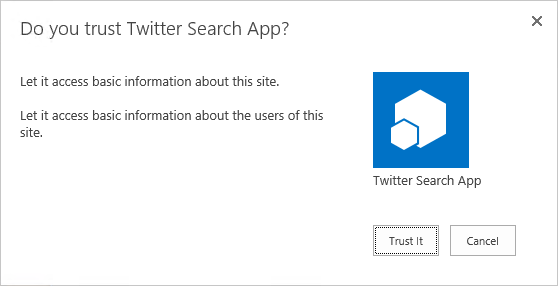 Do you trust Twitter Search App?
Let it access basic information about this site.
Let it access basic information about the users of this
site.
Twitter Search App
Trust It
Cancel